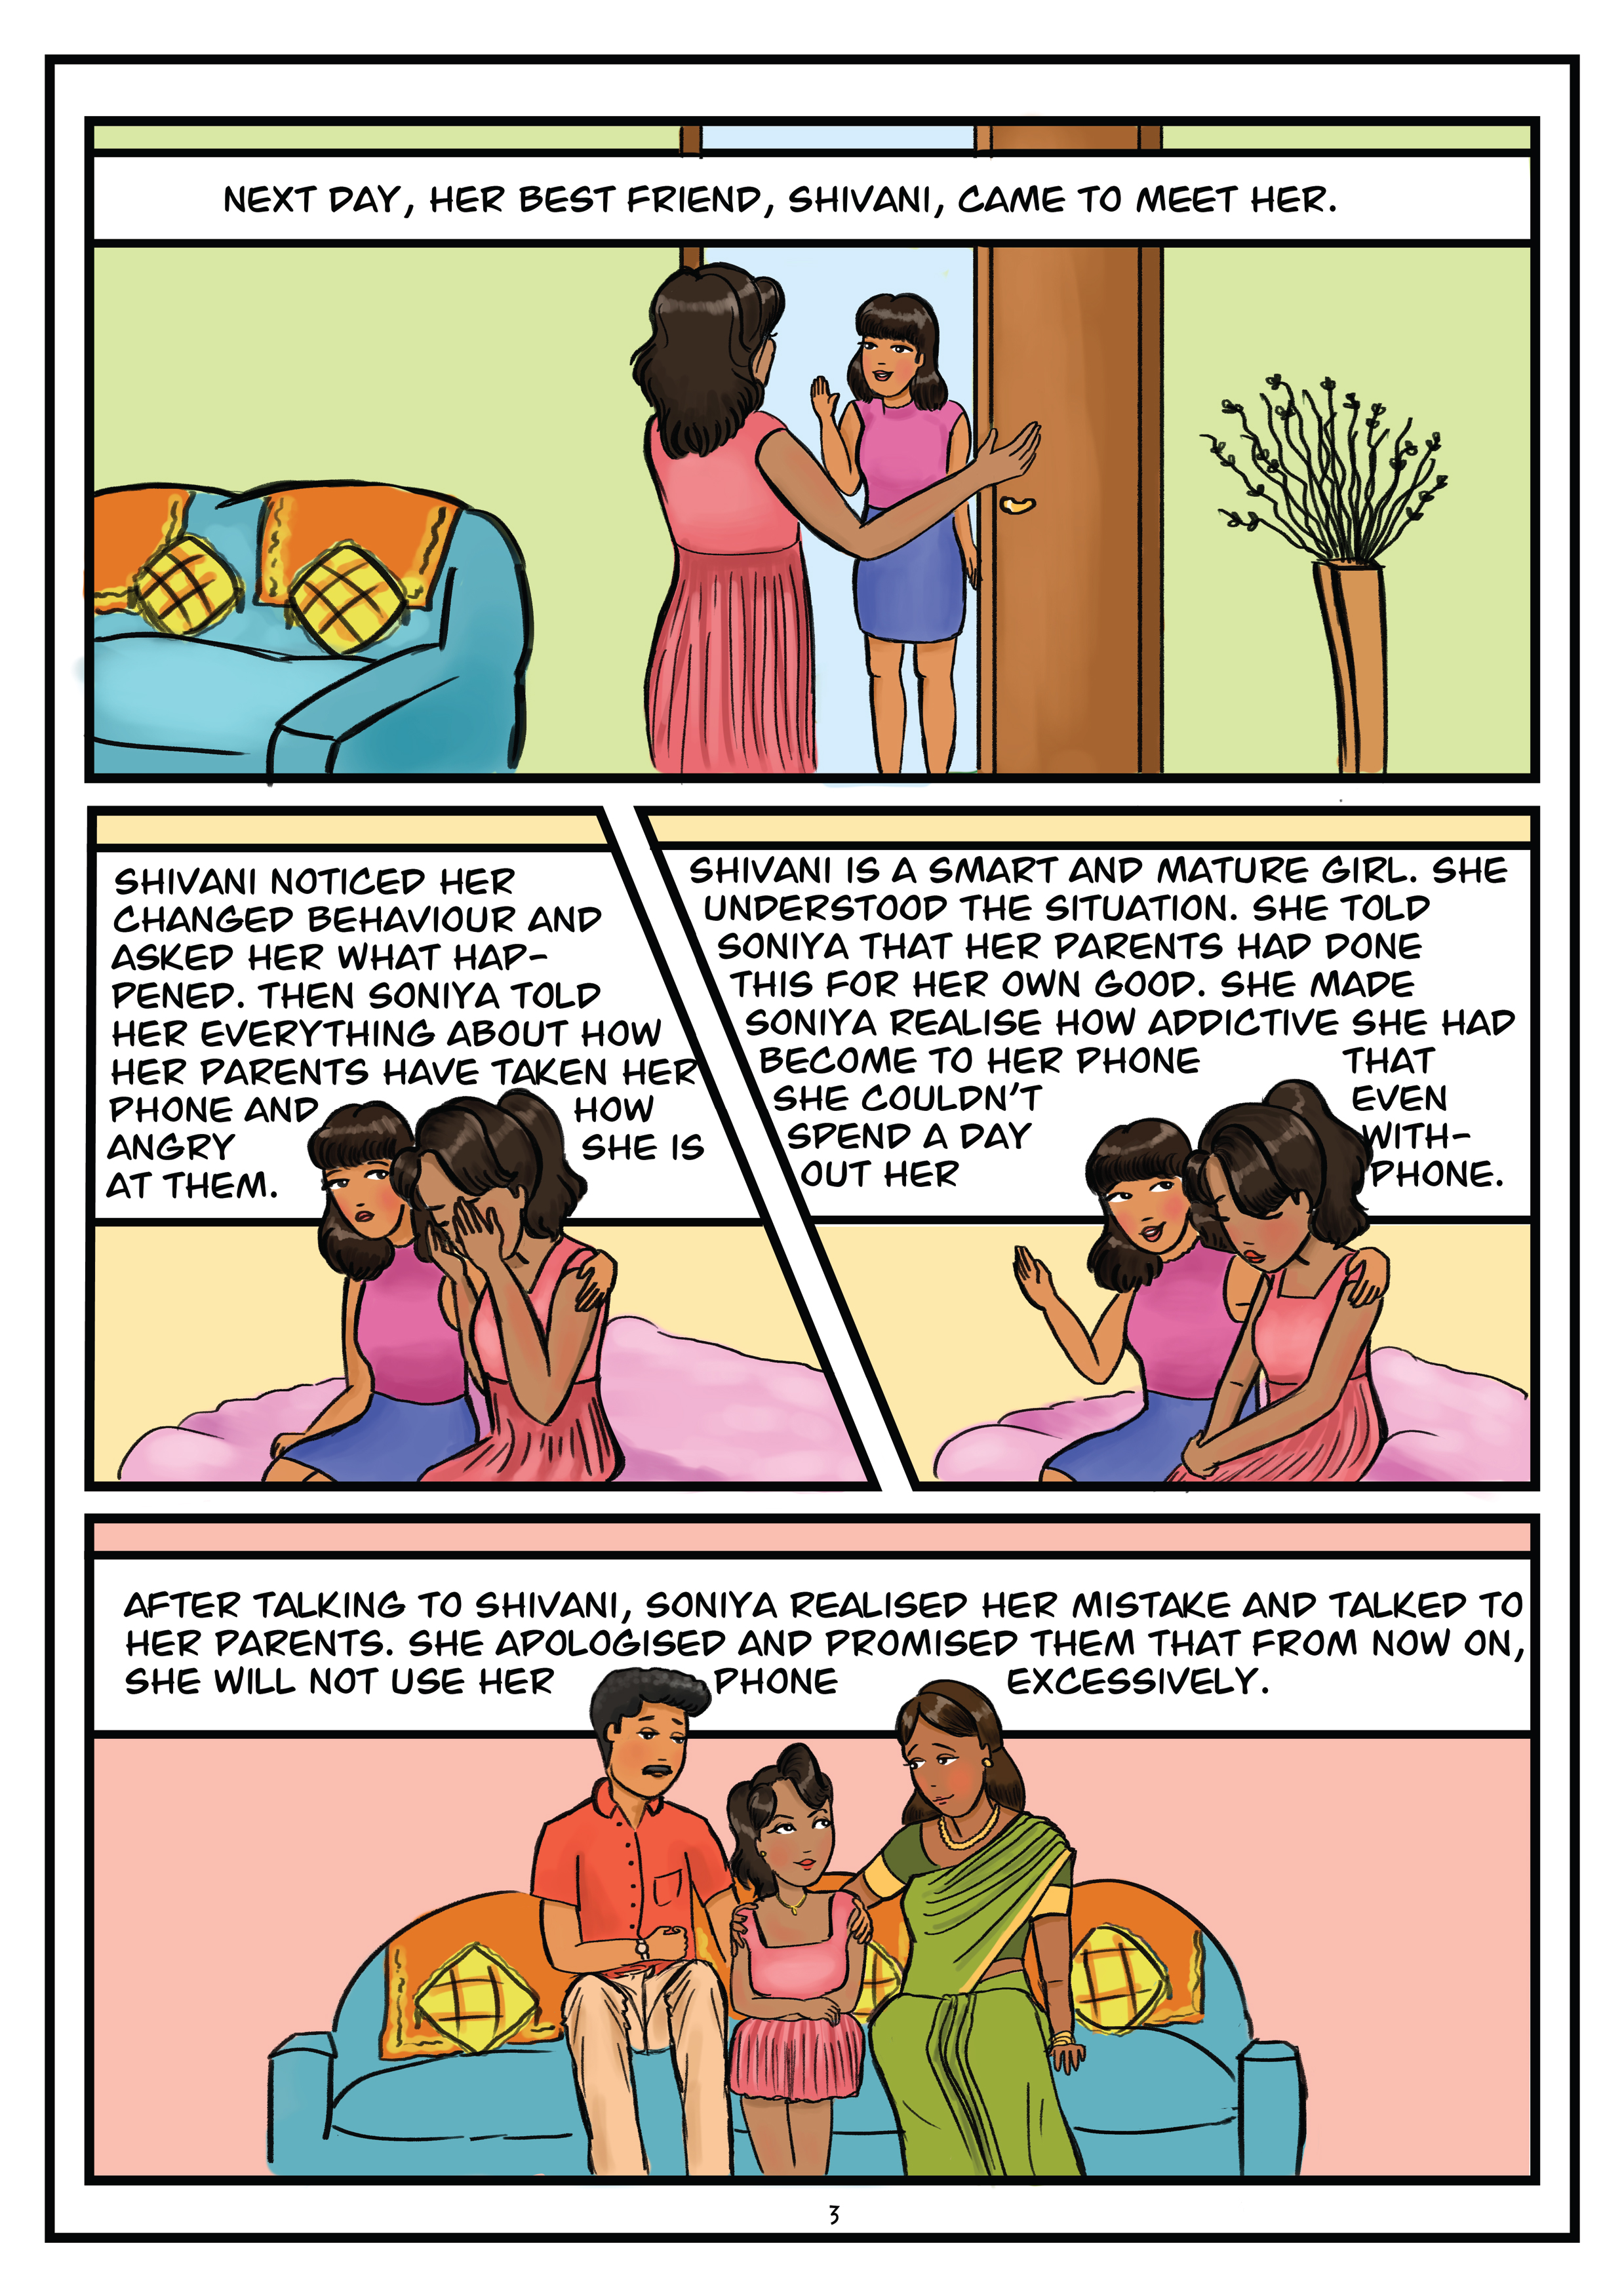 NEXT DAY, HER BEST FRIEND, SHIVANI, CAME TO MEET HER.
SHIVANI NOTICED HER
CHANGED BEHAVIOUR AND
ASKED HER WHAT HAP-
PENED. THEN SONIYA TOLD
HER EVERYTHING ABOUT HOW
HER PARENTS HAVE TAKEN HER
PHONE AND HOW
ANGRY SHE IS
AT THEM.
SHIVANI IS A SMART AND MATURE GIRL. SHE
UNDERSTOOD THE SITUATION. SHE TOLD
SONIYA THAT HER PARENTS HAD DONE
THIS FOR HER OWN GOOD. SHE MADE
SONIYA REALISE HOW ADDICTIVE SHE HAD
BECOME TO HER PHONE THAT
SHE COULDN'T EVEN
SPEND A DAY WITH-
OUT HER PHONE.
AFTER TALKING TO SHIVANI, SONIYA REALISED HER MISTAKE AND TALKED TO
HER PARENTS. SHE APOLOGISED AND PROMISED THEM THAT FROM NOW ON,
SHE WILL NOT USE HER PHONE EXCESSIVELY.
3